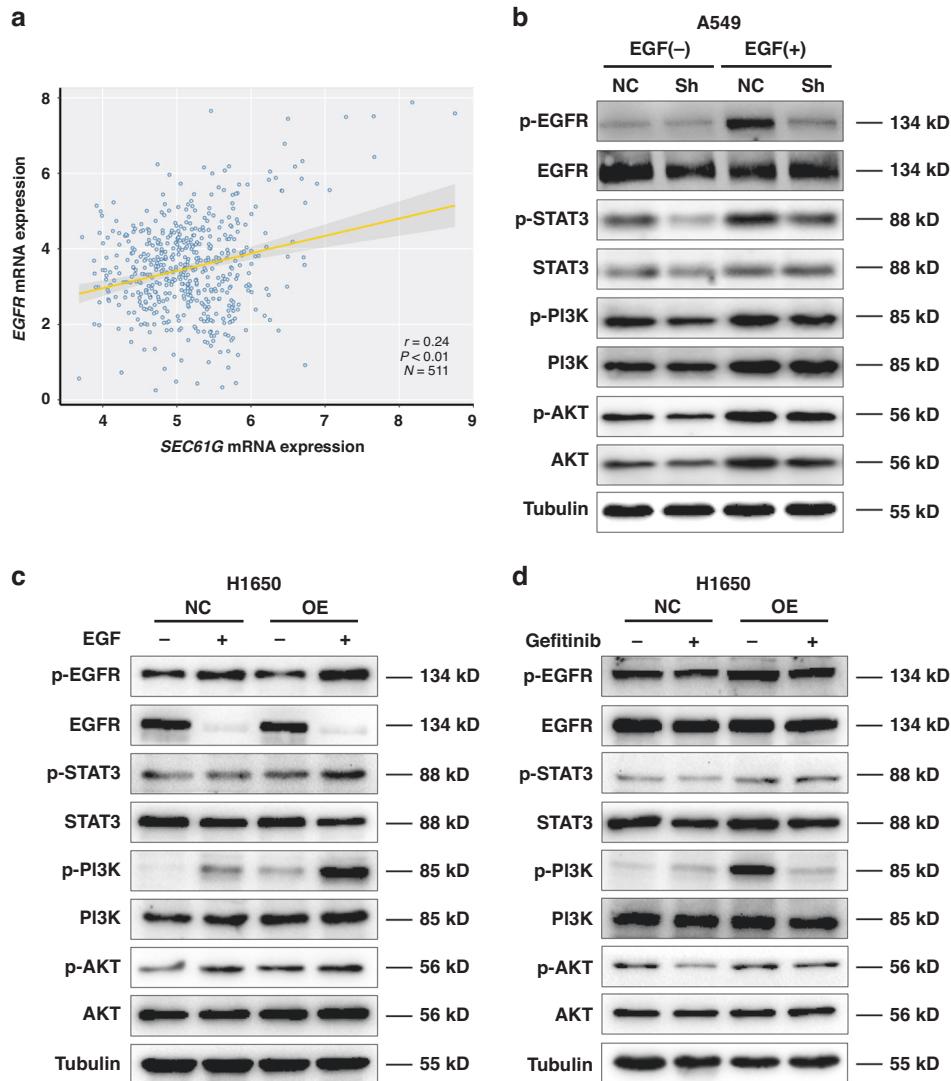 a
EGFR mRNA expression
8
6
4
2
0
4 5 6 7 8 9
SEC61G mRNA expression
r = 0.24
P < 0.01
N = 511
b
A549
EGF(–) EGF(+)
NC Sh NC Sh
p-EGFR 134 kD
EGFR 134 kD
p-STAT3 88 kD
STAT3 88 kD
p-PI3K 85 kD
PI3K 85 kD
p-AKT 56 kD
AKT 56 kD
Tubulin 55 kD
c
H1650
NC OE
EGF – + – +
p-EGFR 134 kD
EGFR 134 kD
p-STAT3 88 kD
STAT3 88 kD
p-PI3K 85 kD
PI3K 85 kD
p-AKT 56 kD
AKT 56 kD
Tubulin 55 kD
d
H1650
NC OE
Gefitinib – + – +
p-EGFR 134 kD
EGFR 134 kD
p-STAT3 88 kD
STAT3 88 kD
p-PI3K 85 kD
PI3K 85 kD
p-AKT 56 kD
AKT 56 kD
Tubulin 55 kD